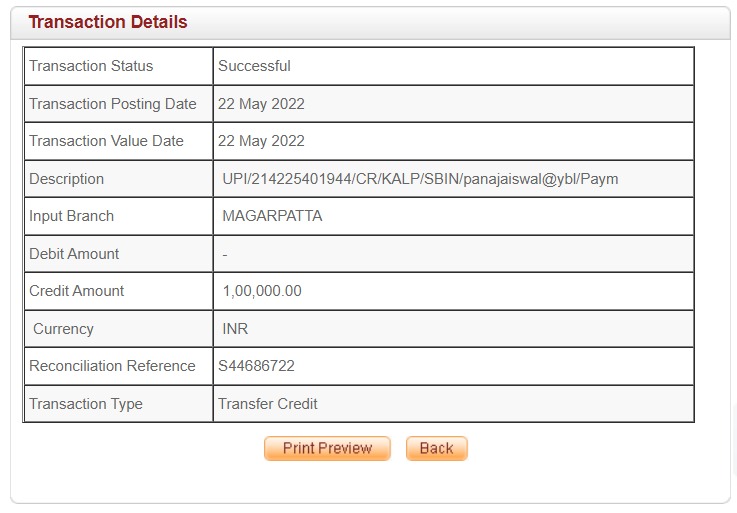 Transaction Details
Transaction Status Successful
Transaction Posting Date 22 May 2022
Transaction Value Date 22 May 2022
Description UPI/214225401944/CR/KALP/SBIN/panajaiswal@ybl/Paym
Input Branch MAGARPATTA
Debit Amount -
Credit Amount 1,00,000.00
Currency INR
Reconciliation Reference S44686722
Transaction Type Transfer Credit
Print Preview Back